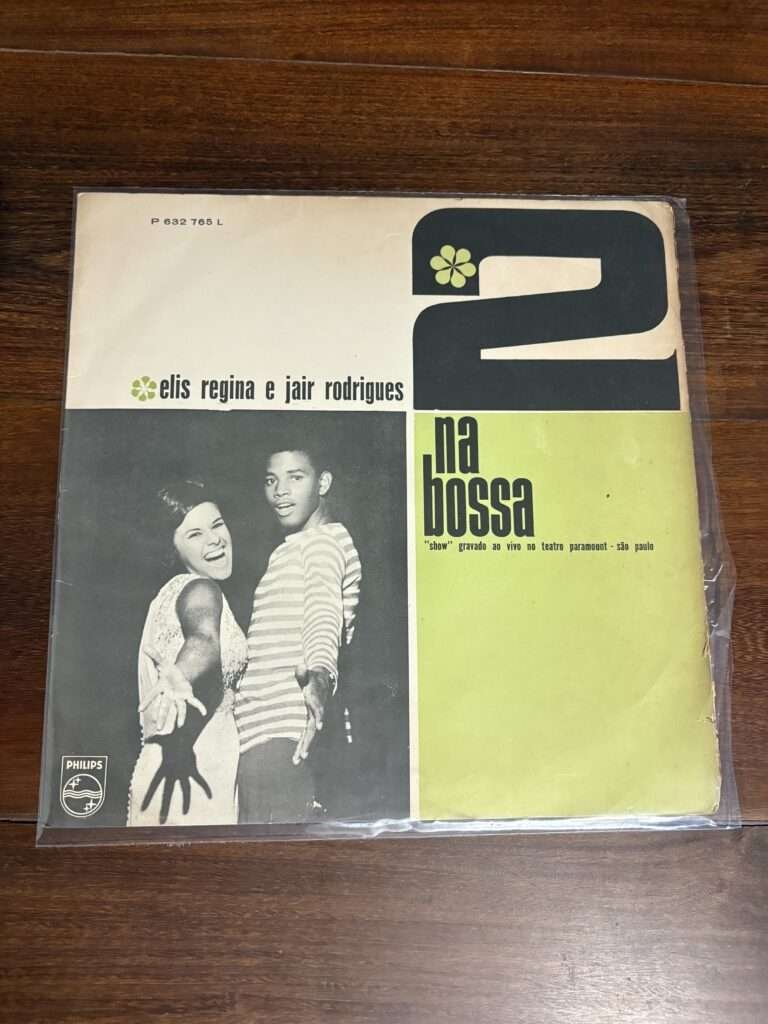 P 632 765 L
2
elis regina e jair rodrigues
na
bossa
"show" gravado ao vivo no teatro paramount - são paulo
PHILIPS